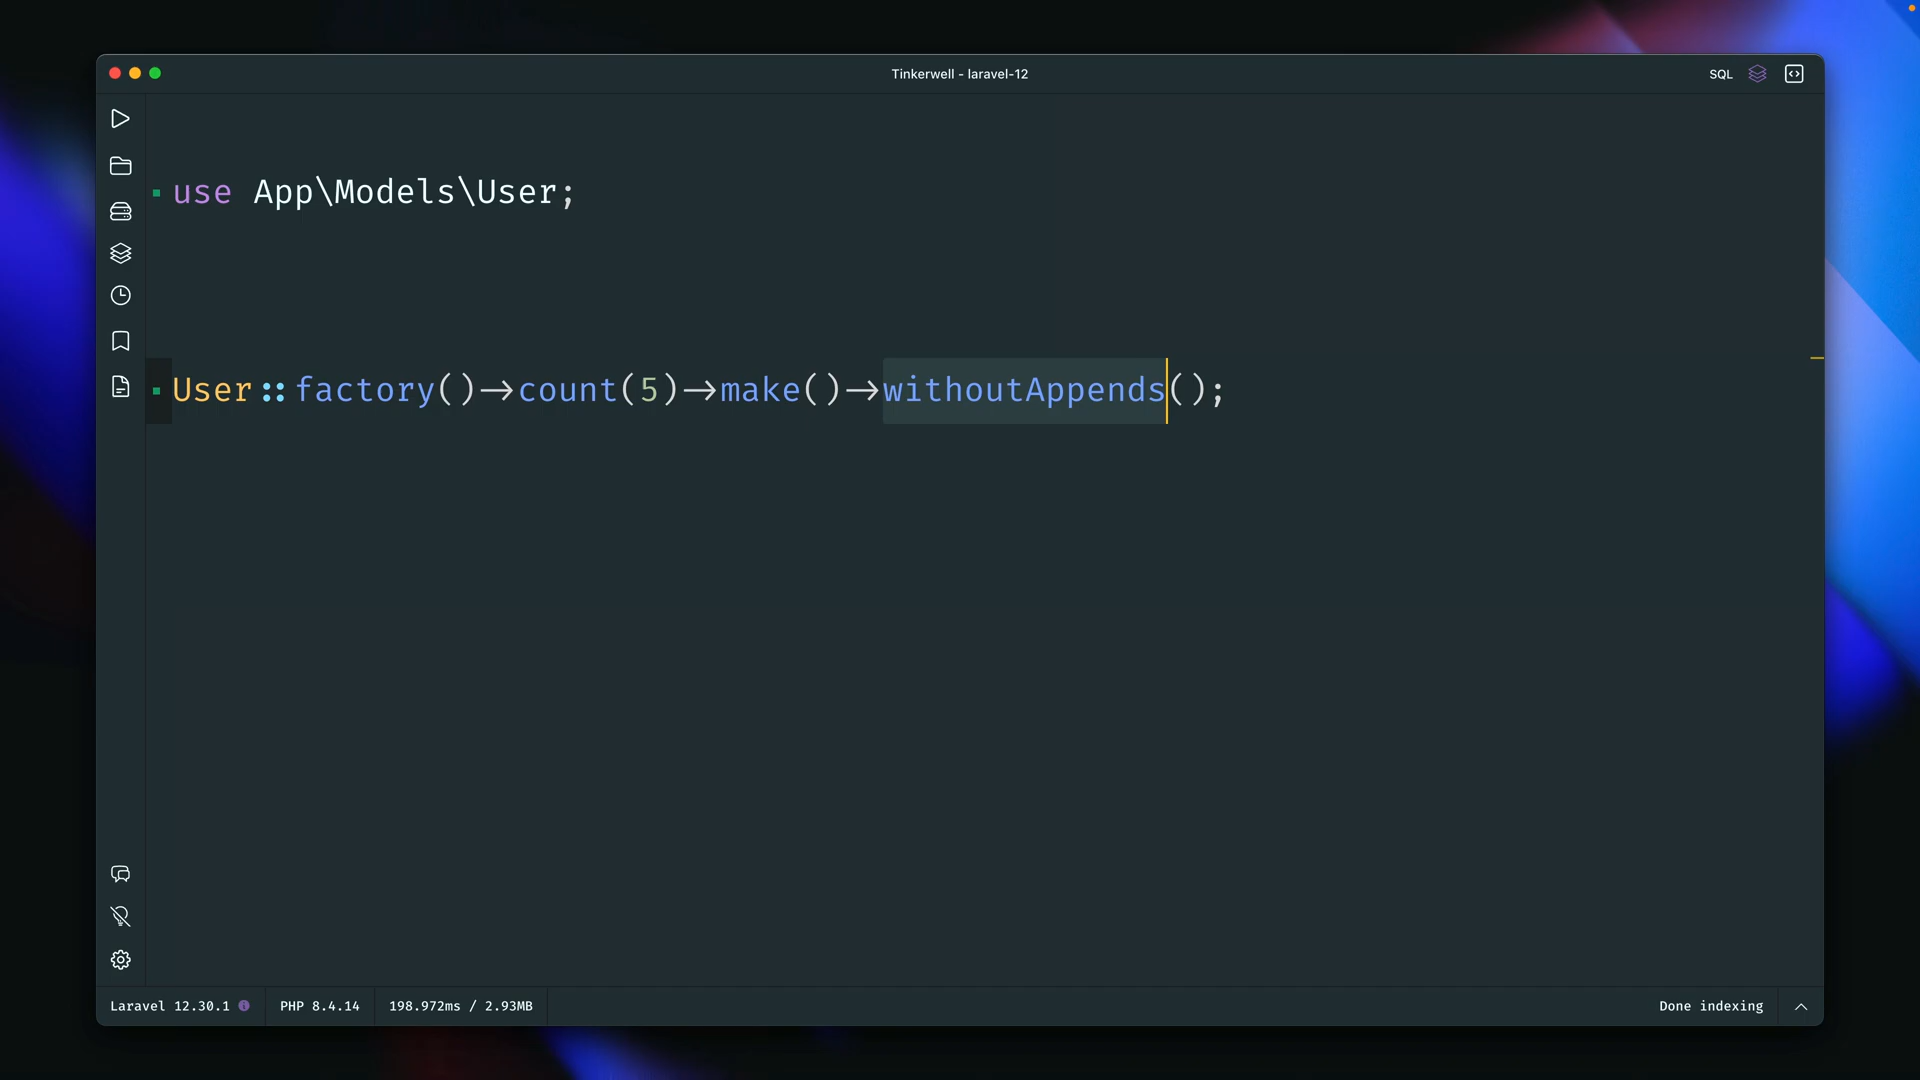 Tinkerwell - laravel-12
SQL
use App\Models\User;
User::factory()->count(5)->make()->withoutAppends();
Laravel 12.30.1
PHP 8.4.14
198.972ms / 2.93MB
Done indexing